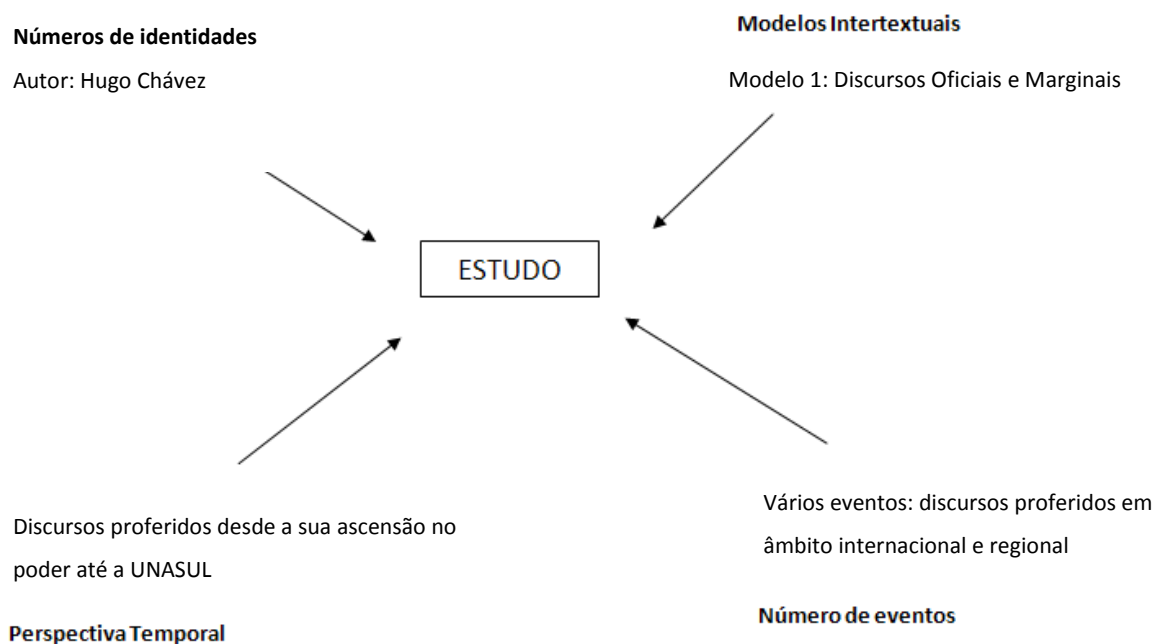 Números de identidades
Autor: Hugo Chávez
Modelos Intertextuais
Modelo 1: Discursos Oficiais e Marginais
ESTUDO
Discursos proferidos desde a sua ascensão no
poder até a UNASUL
Perspectiva Temporal
Vários eventos: discursos proferidos em
âmbito internacional e regional
Número de eventos